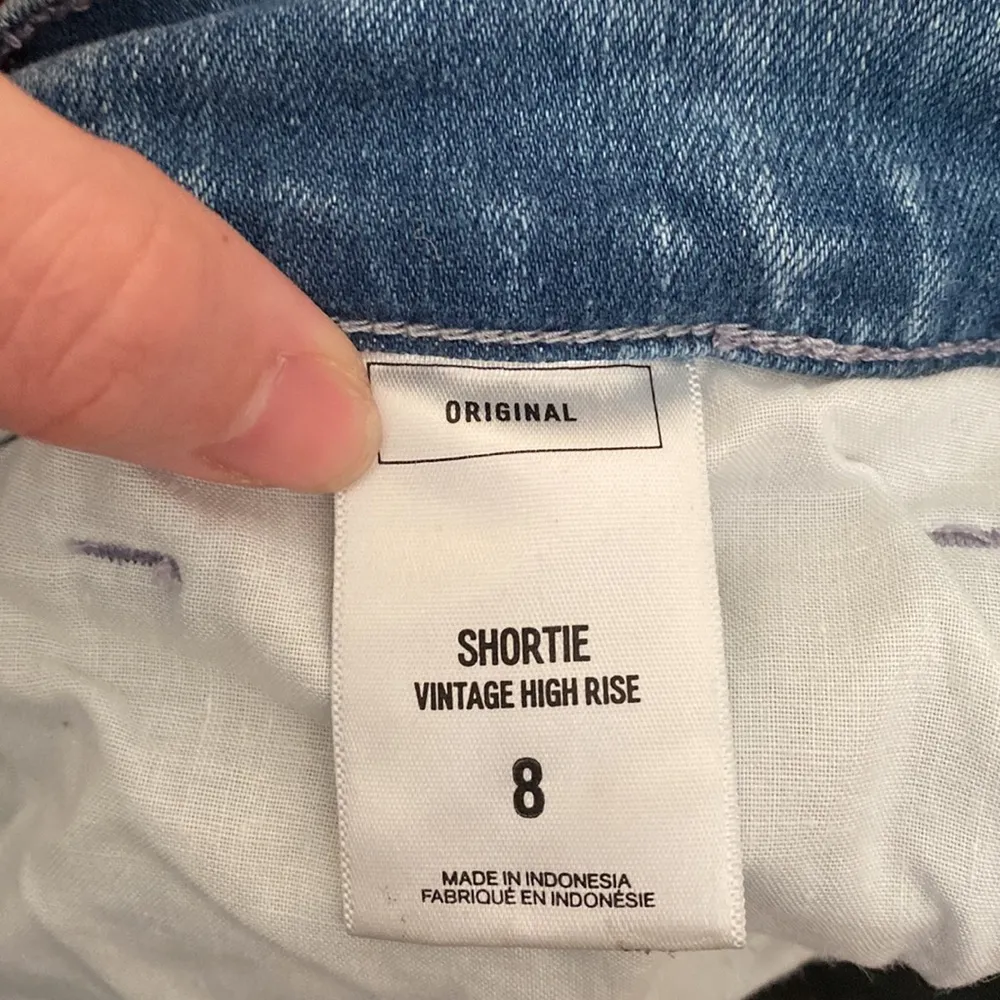 ORIGINAL
SHORTIE
VINTAGE HIGH RISE
8
MADE IN INDONESIA
FABRIQUÉ EN INDONÉSIE